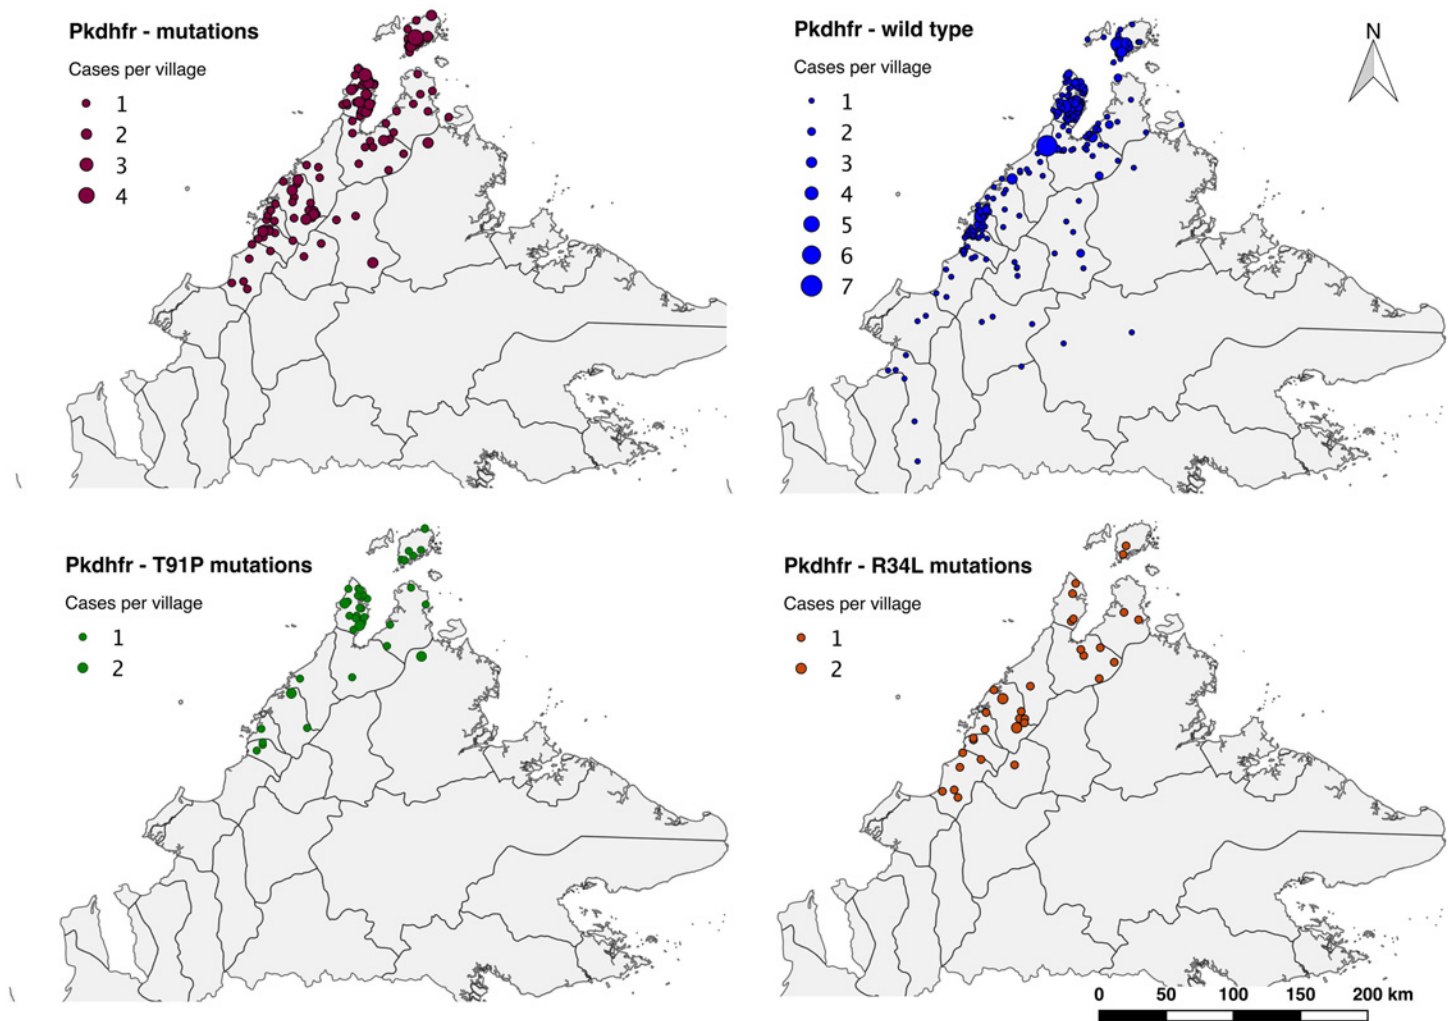 Pkdhfr - mutations
Cases per village
1
2
3
4
Pkdhfr - wild type
Cases per village
1
2
3
4
5
6
7
N
Pkdhfr - T91P mutations
Cases per village
1
2
Pkdhfr - R34L mutations
Cases per village
1
2
0 50 100 150 200 km